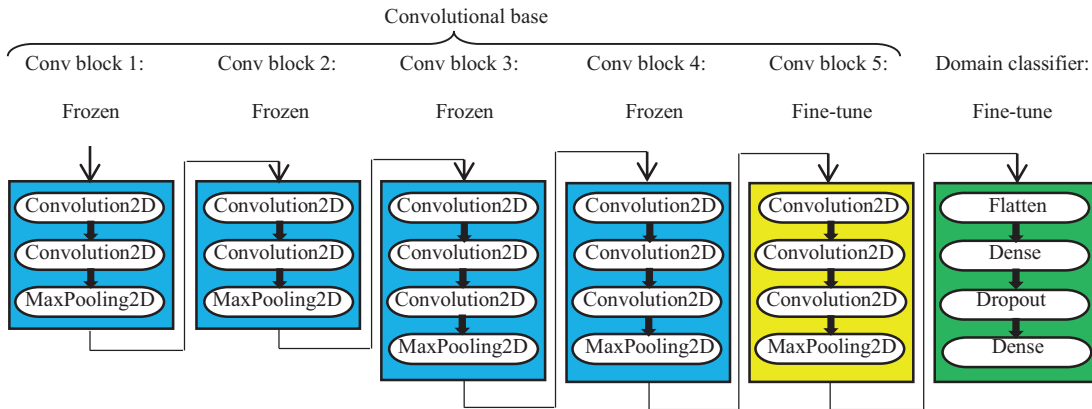 Convolutional base
Conv block 1:
Frozen
Convolution2D
Convolution2D
MaxPooling2D
Conv block 2:
Frozen
Convolution2D
Convolution2D
MaxPooling2D
Conv block 3:
Frozen
Convolution2D
Convolution2D
Convolution2D
MaxPooling2D
Conv block 4:
Frozen
Convolution2D
Convolution2D
Convolution2D
MaxPooling2D
Conv block 5:
Fine-tune
Convolution2D
Convolution2D
Convolution2D
MaxPooling2D
Domain classifier:
Fine-tune
Flatten
Dense
Dropout
Dense